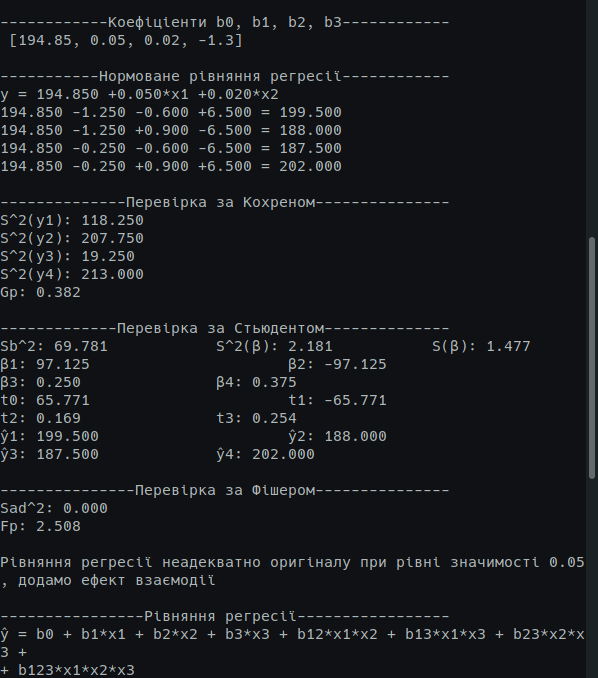 ------------Коефіцієнти b0, b1, b2, b3------------
[194.85, 0.05, 0.02, -1.3]
-----------Нормоване рівняння регресії------------
y = 194.850 +0.050*x1 +0.020*x2
194.850 -1.250 -0.600 +6.500 = 199.500
194.850 -1.250 +0.900 -6.500 = 188.000
194.850 -0.250 -0.600 -6.500 = 187.500
194.850 -0.250 +0.900 +6.500 = 202.000
--------------Перевірка за Кохреном---------------
S^2(y1): 118.250
S^2(y2): 207.750
S^2(y3): 19.250
S^2(y4): 213.000
Gp: 0.382
-------------Перевірка за Стьюдентом--------------
Sb^2: 69.781 S^2(β): 2.181 S(β): 1.477
β1: 97.125 β2: -97.125
β3: 0.250 β4: 0.375
t0: 65.771 t1: -65.771
t2: 0.169 t3: 0.254
ŷ1: 199.500 ŷ2: 188.000
ŷ3: 187.500 ŷ4: 202.000
---------------Перевірка за Фішером---------------
Sad^2: 0.000
Fp: 2.508
Рівняння регресії неадекватно оригіналу при рівні значимості 0.05
, додамо ефект взаємодії
----------------Рівняння регресії-----------------
ŷ = b0 + b1*x1 + b2*x2 + b3*x3 + b12*x1*x2 + b13*x1*x3 + b23*x2*x
3 +
+ b123*x1*x2*x3